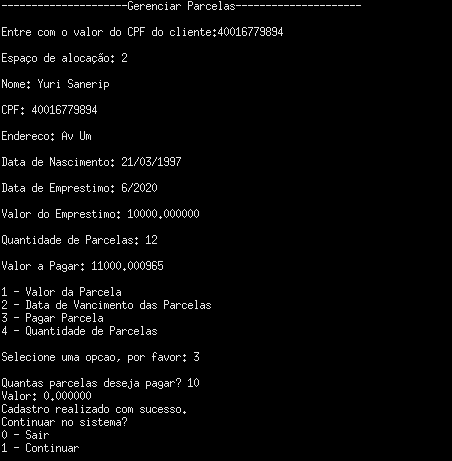 ---------------------Gerenciar Parcelas---------------------
Entre com o valor do CPF do cliente:40016779894
Espaço de alocação: 2
Nome: Yuri Sanerip
CPF: 40016779894
Endereco: Av Um
Data de Nascimento: 21/03/1997
Data de Emprestimo: 6/2020
Valor do Emprestimo: 10000.000000
Quantidade de Parcelas: 12
Valor a Pagar: 11000.000965
1 - Valor da Parcela
2 - Data de Vancimento das Parcelas
3 - Pagar Parcela
4 - Quantidade de Parcelas
Selecione uma opcao, por favor: 3
Quantas parcelas deseja pagar? 10
Valor: 0.000000
Cadastro realizado com sucesso.
Continuar no sistema?
0 - Sair
1 - Continuar